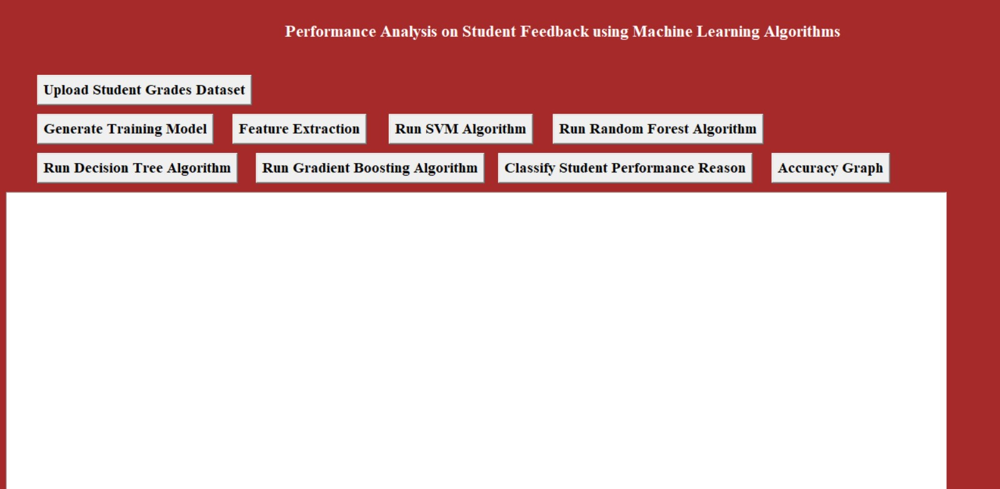 Performance Analysis on Student Feedback using Machine Learning Algorithms
Upload Student Grades Dataset
Generate Training Model Feature Extraction Run SVM Algorithm Run Random Forest Algorithm
Run Decision Tree Algorithm Run Gradient Boosting Algorithm Classify Student Performance Reason Accuracy Graph